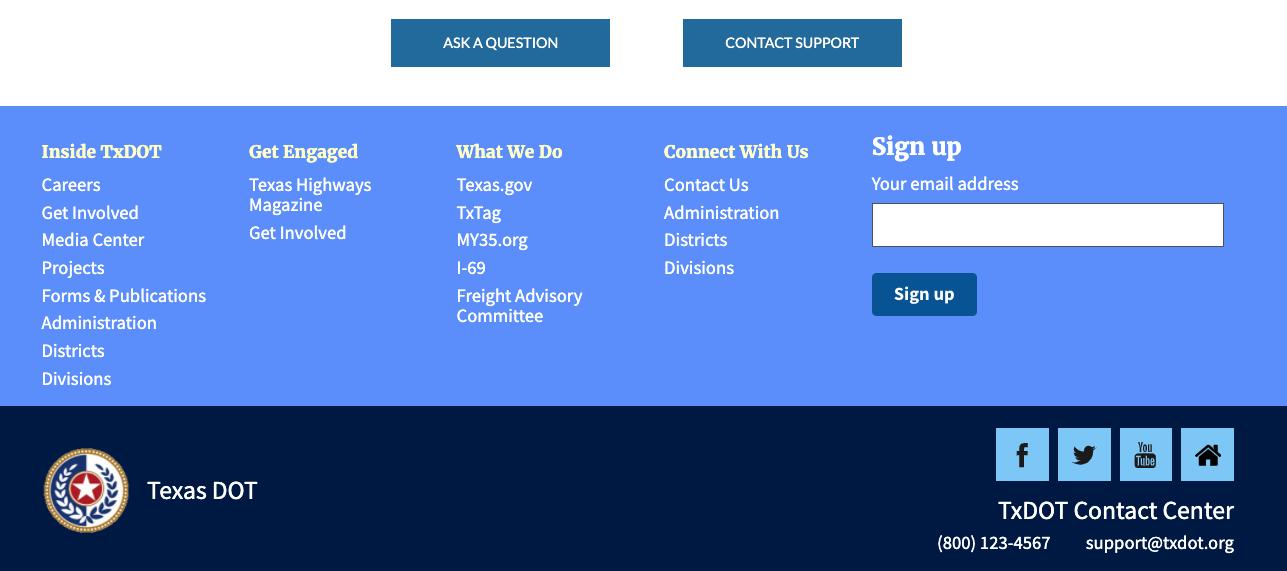 ASK A QUESTION
CONTACT SUPPORT
Inside TxDOT
Careers
Get Involved
Media Center
Projects
Forms & Publications
Administration
Districts
Divisions
Get Engaged
Texas Highways
Magazine
Get Involved
What We Do
Texas.gov
TxTag
MY35.org
I-69
Freight Advisory
Committee
Connect With Us
Contact Us
Administration
Districts
Divisions
Sign up
Your email address
Sign up
Texas DOT
f
You
Tube
TxDOT Contact Center
(800) 123-4567
support@txdot.org